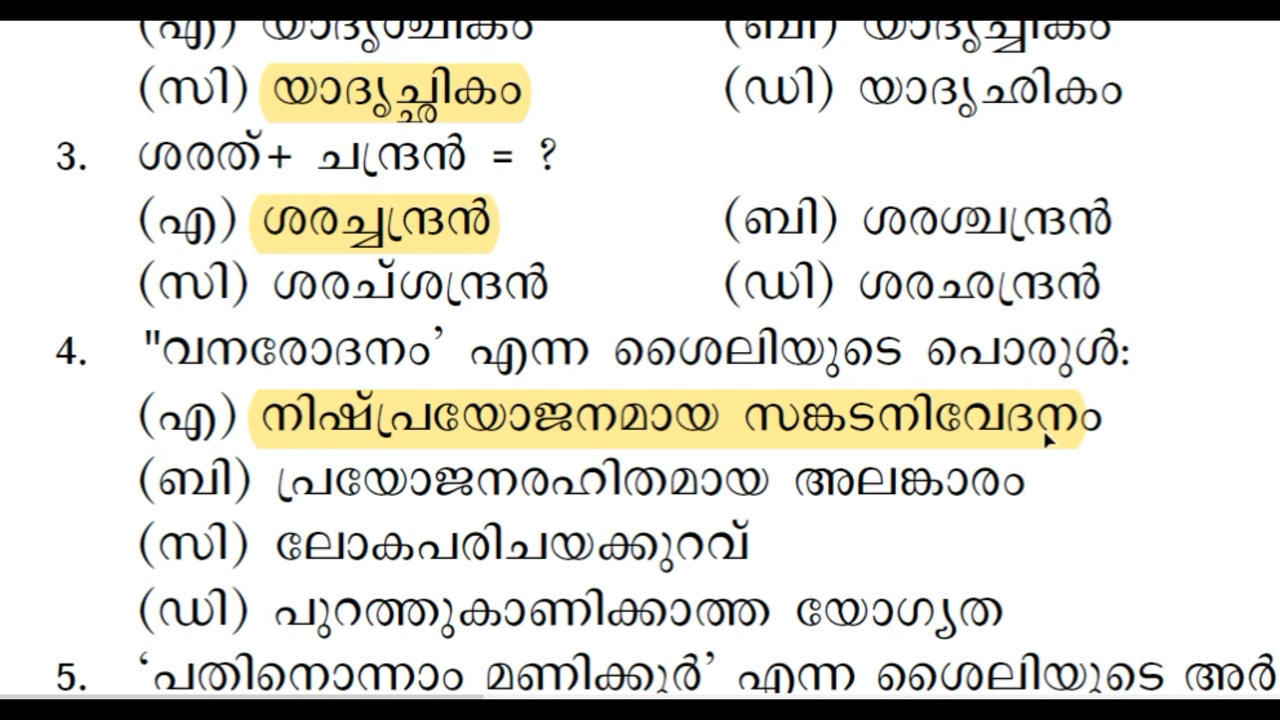 (എ) യാദൃശ്ചികം (ബി) യാദൃച്ചികം
(സി) യാദൃച്ഛികം (ഡി) യാദൃഛികം
3. ശരത്+ ചന്ദ്രൻ = ?
(എ) ശരച്ചന്ദ്രൻ (ബി) ശരശ്ചന്ദ്രൻ
(സി) ശരച്ശന്ദ്രൻ (ഡി) ശരഛന്ദ്രൻ
4. "വനരോദനം’ എന്ന ശൈലിയുടെ പൊരുൾ:
(എ) നിഷ്പ്രയോജനമായ സങ്കടനിവേദനം
(ബി) പ്രയോജനരഹിതമായ അലങ്കാരം
(സി) ലോകപരിചയക്കുറവ്
(ഡി) പുറത്തുകാണിക്കാത്ത യോഗ്യത
5. ‘പതിനൊന്നാം മണിക്കൂർ’ എന്ന ശൈലിയുടെ അർ